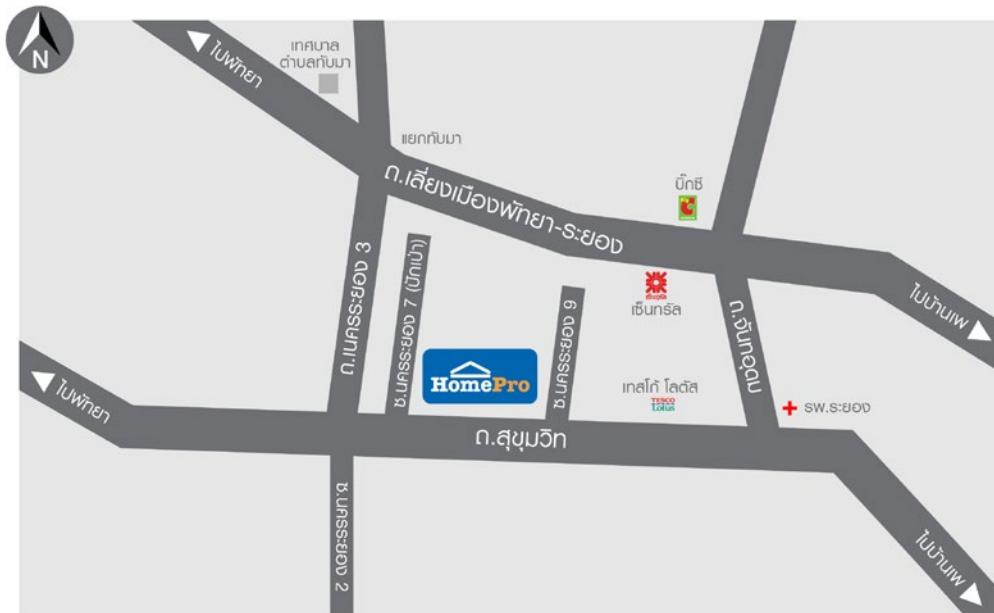 N
ไปพัทยา
เทศบาล
ตำบลทับมา
แยกทับมา
ถ.เลี่ยงเมืองพัทยา-ระยอง
บิ๊กซี
เซ็นทรัล
ไปบ้านเพ
ถ.นครระยอง 3
ซ.นครระยอง 7 (ปักเป้า)
ซ.นครระยอง 9
ถ.จันทอุดม
HomePro
เทสโก้ โลตัส
TESCO
Lotus
รพ.ระยอง
ไปพัทยา
ถ.สุขุมวิท
ซ.นครระยอง 2
ไปบ้านเพ